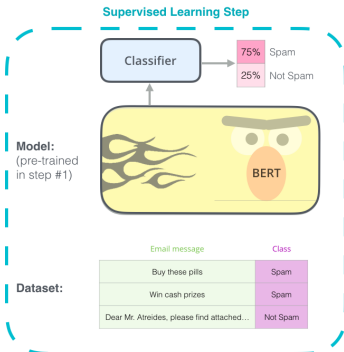 Supervised Learning Step
Classifier
75% Spam
25% Not Spam
Model:
(pre-trained
in step #1)
BERT
Email message Class
Dataset:
Buy these pills Spam
Win cash prizes Spam
Dear Mr. Atreides, please find attached… Not Spam